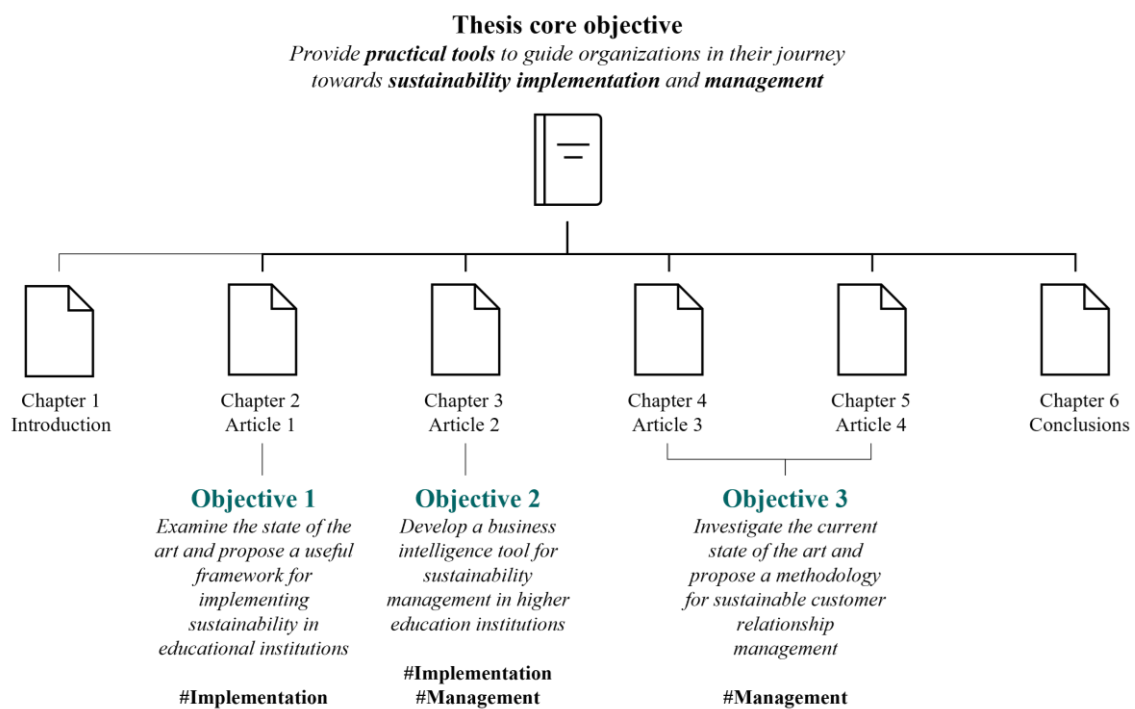 Thesis core objective
Provide practical tools to guide organizations in their journey
towards sustainability implementation and management
Chapter 1
Introduction
Chapter 2
Article 1
Chapter 3
Article 2
Chapter 4
Article 3
Chapter 5
Article 4
Chapter 6
Conclusions
Objective 1
Examine the state of the
art and propose a useful
framework for
implementing
sustainability in
educational institutions
#Implementation
Objective 2
Develop a business
intelligence tool for
sustainability
management in higher
education institutions
#Implementation
#Management
Objective 3
Investigate the current
state of the art and
propose a methodology
for sustainable customer
relationship
management
#Management